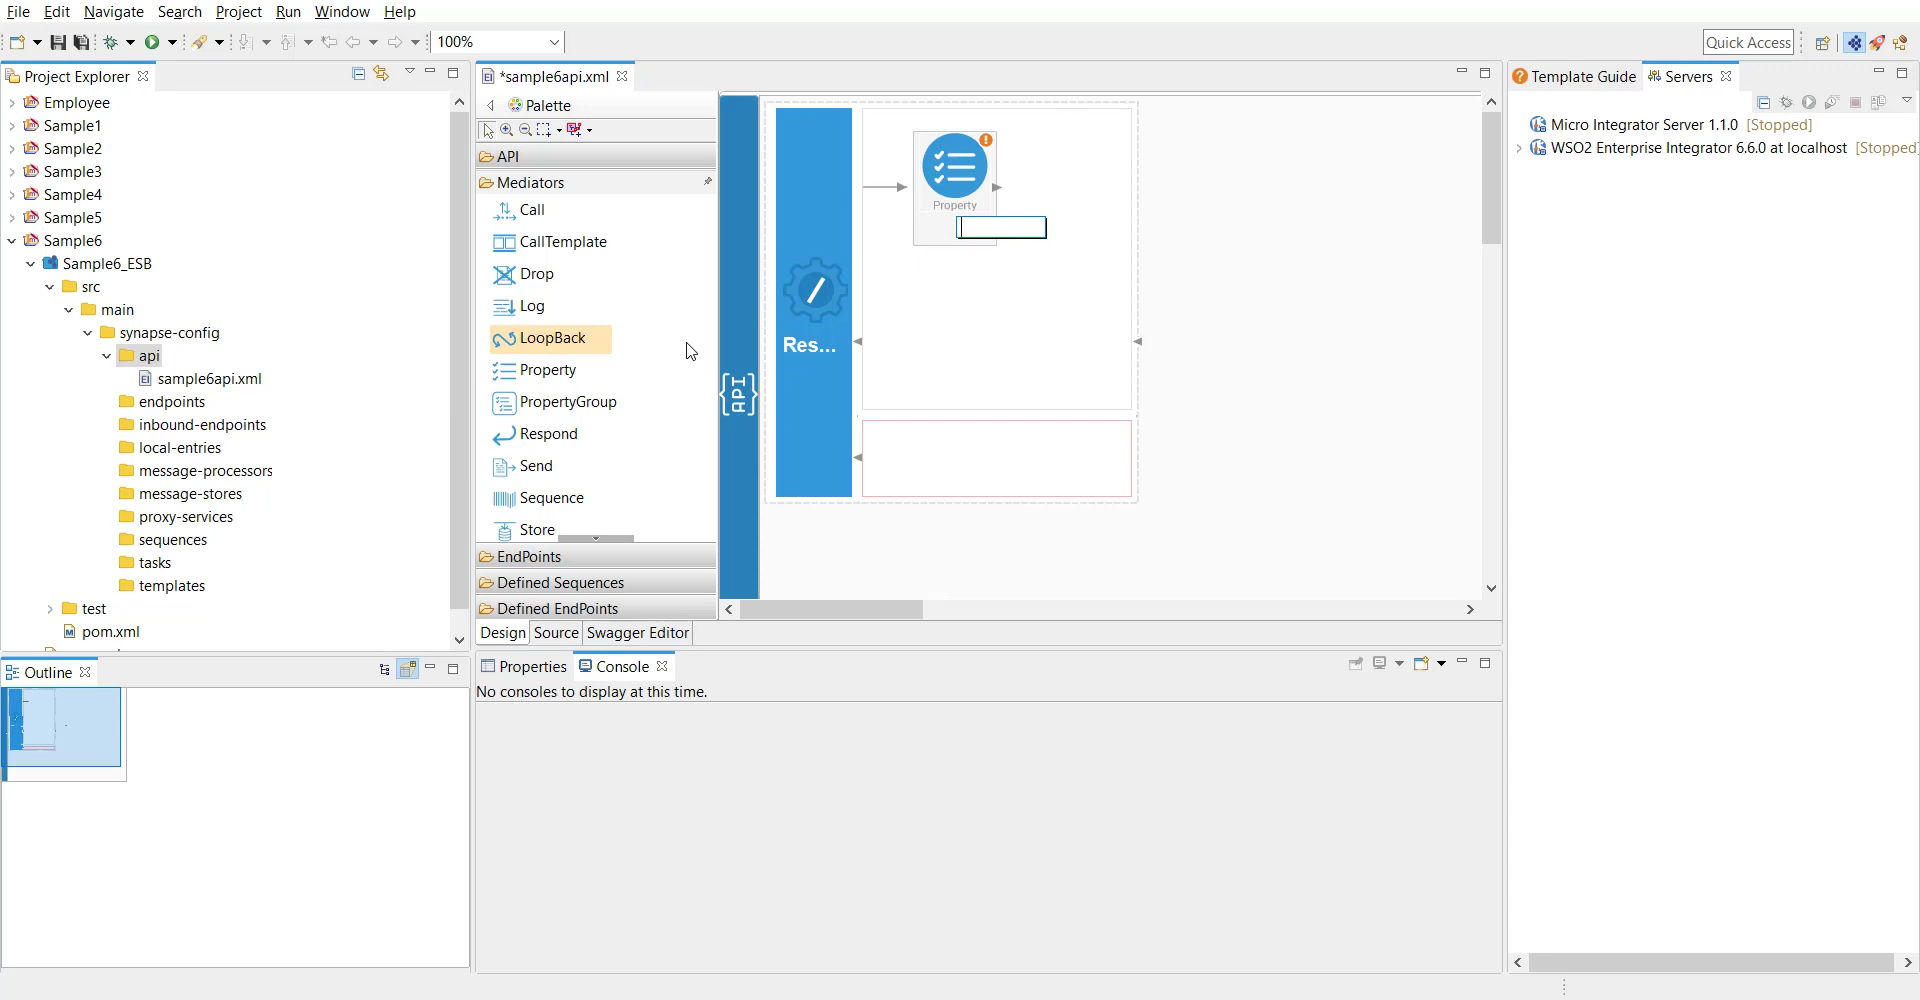 File Edit Navigate Search Project Run Window Help
100%
Quick Access
Project Explorer
Employee
Sample1
Sample2
Sample3
Sample4
Sample5
Sample6
Sample6_ESB
src
main
synapse-config
api
sample6api.xml
endpoints
inbound-endpoints
local-entries
message-processors
message-stores
proxy-services
sequences
tasks
templates
test
pom.xml
Outline
*sample6api.xml
Palette
API
Mediators
Call
CallTemplate
Drop
Log
LoopBack
Property
PropertyGroup
Respond
Send
Sequence
Store
EndPoints
Defined Sequences
Defined EndPoints
{API}
Res...
Property
Design Source Swagger Editor
Properties Console
No consoles to display at this time.
Template Guide Servers
Micro Integrator Server 1.1.0 [Stopped]
WSO2 Enterprise Integrator 6.6.0 at localhost [Stopped